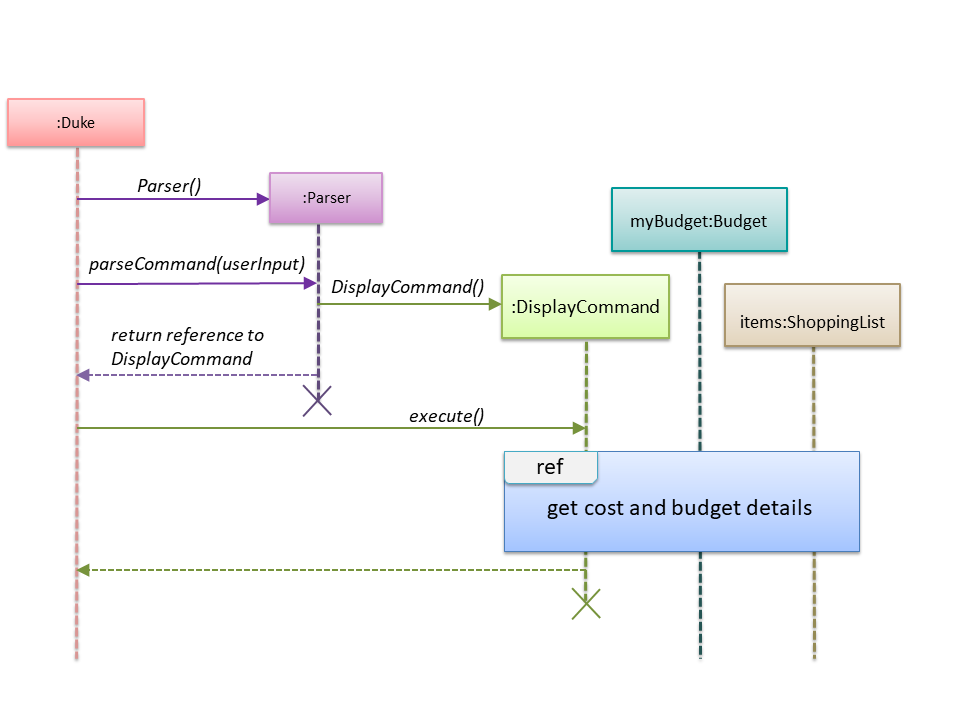 :Duke
Parser()
:Parser
myBudget:Budget
parseCommand(userInput)
DisplayCommand()
:DisplayCommand
items:ShoppingList
return reference to
DisplayCommand
execute()
ref
get cost and budget details